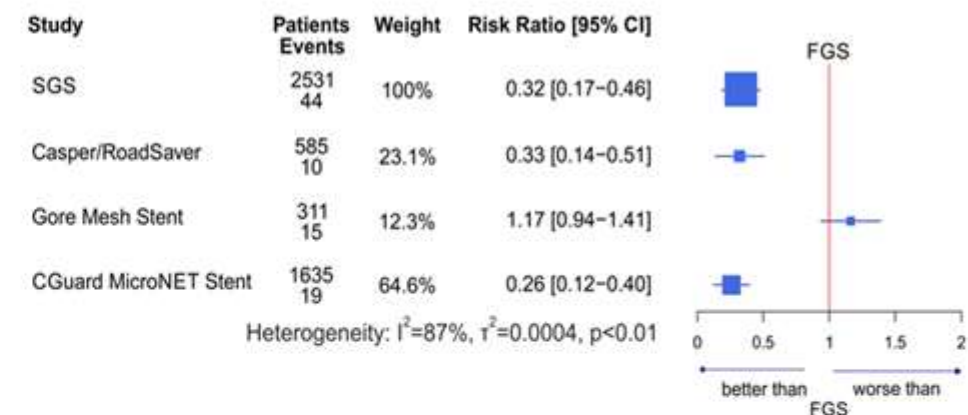 Study Patients Events Weight Risk Ratio [95% CI]
FGS
SGS 2531 44 100% 0.32 [0.17−0.46]
Casper/RoadSaver 585 10 23.1% 0.33 [0.14−0.51]
Gore Mesh Stent 311 15 12.3% 1.17 [0.94−1.41]
CGuard MicroNET Stent 1635 19 64.6% 0.26 [0.12−0.40]
Heterogeneity: I²=87%, τ²=0.0004, p<0.01
0 0.5 1 1.5 2
better than worse than
FGS